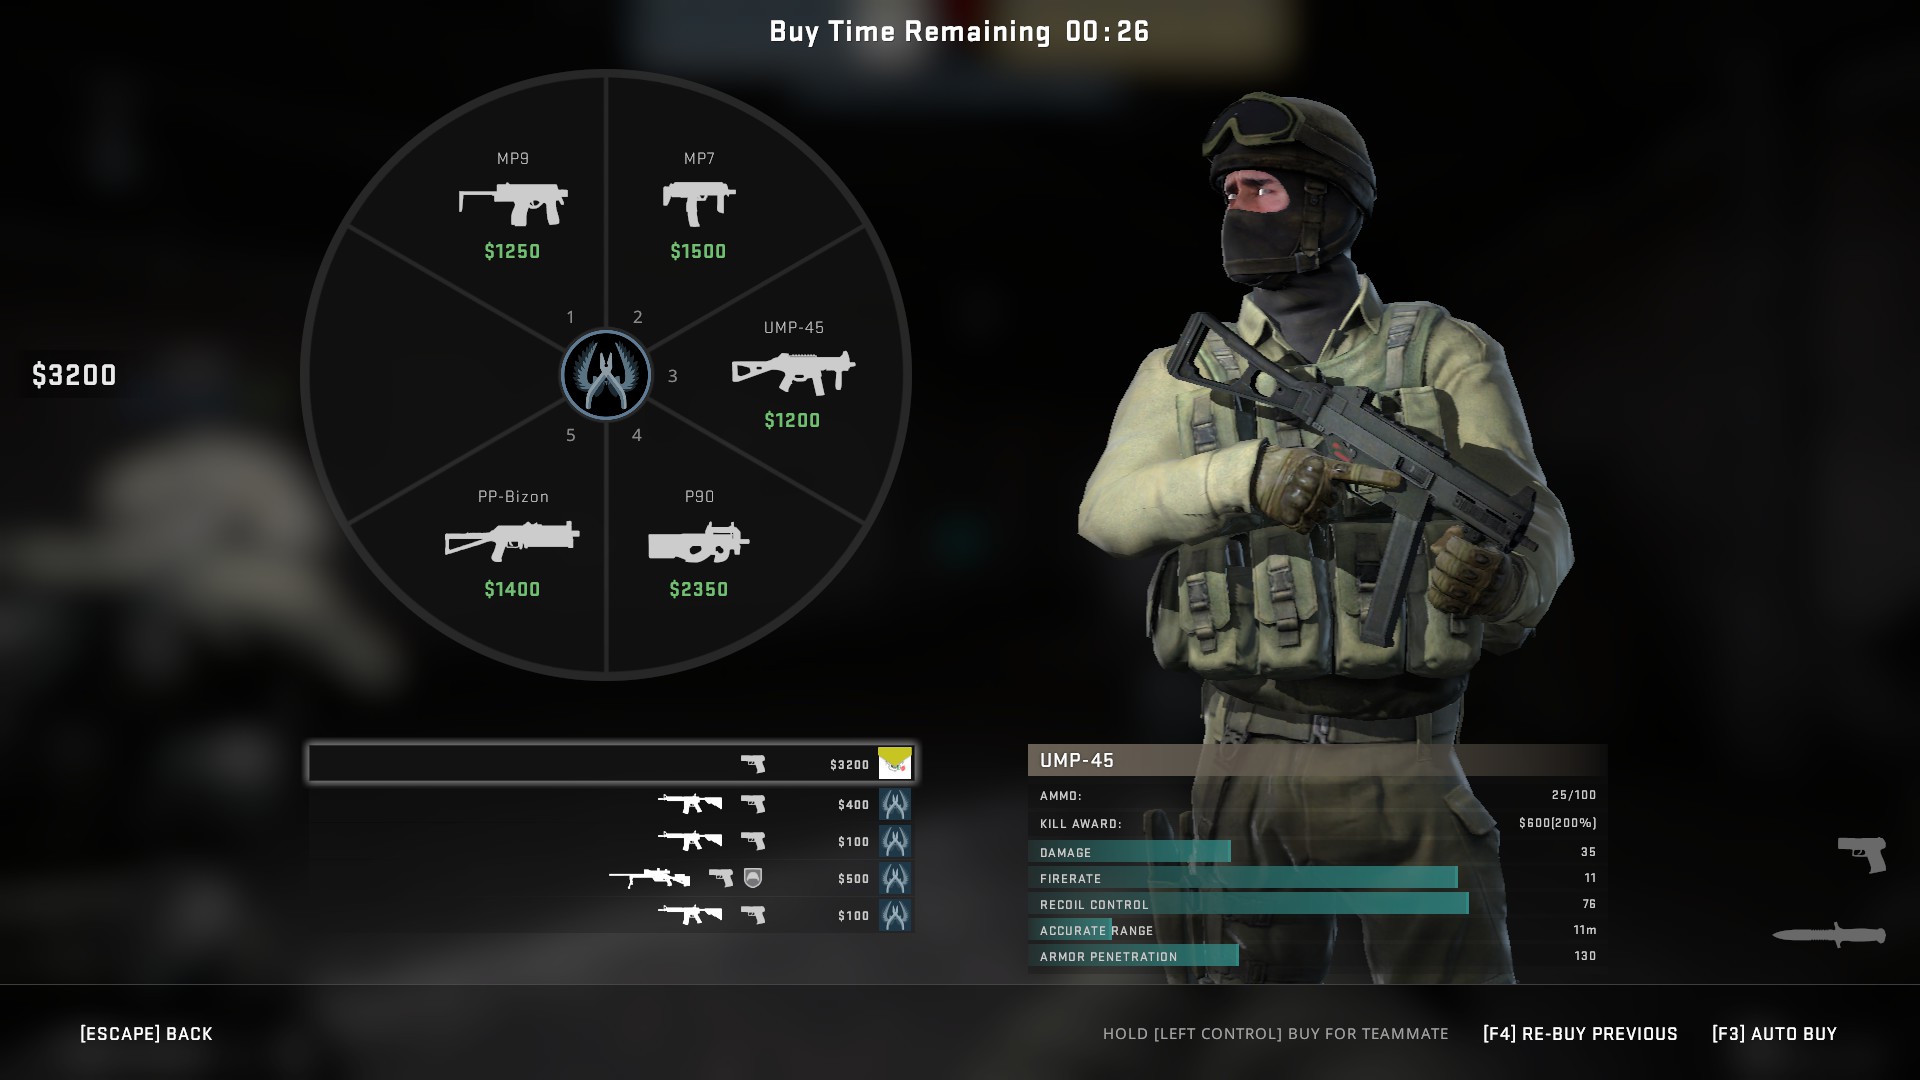 Buy Time Remaining 00:26
MP9
$1250
MP7
$1500
1
2
UMP-45
$1200
3
$3200
5
4
PP-Bizon
$1400
P90
$2350
$3200
$400
$100
$500
$100
UMP-45
AMMO: 25/100
KILL AWARD: $600(200%)
DAMAGE 35
FIRERATE 11
RECOIL CONTROL 76
ACCURATE RANGE 11m
ARMOR PENETRATION 130
[ESCAPE] BACK
HOLD [LEFT CONTROL] BUY FOR TEAMMATE
[F4] RE-BUY PREVIOUS
[F3] AUTO BUY